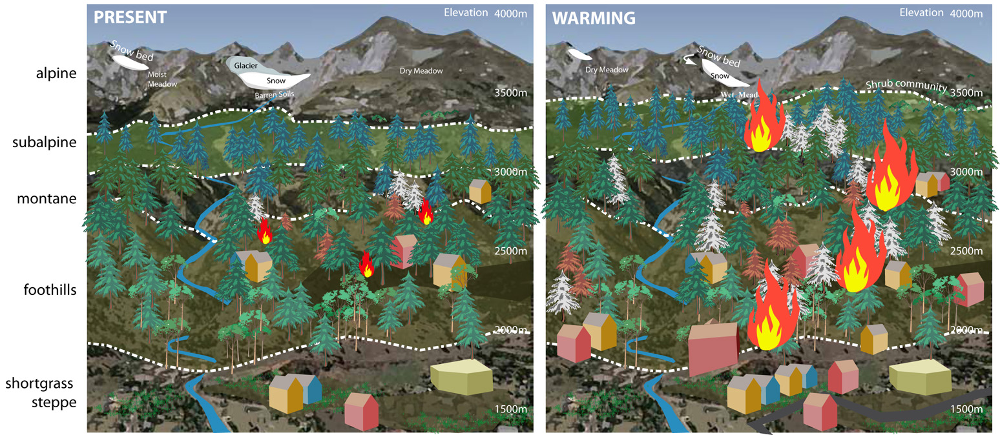 PRESENT
Elevation 4000m
alpine
Snow bed
Moist
Meadow
Glacier
Snow
Barren Soils
Dry Meadow
3500m
subalpine
3000m
montane
2500m
foothills
2000m
shortgrass
steppe
1500m
WARMING
Elevation 4000m
Dry Meadow
Snow bed
Snow
Wet Mead
Shrub community
3500m
3000m
2500m
2000m
1500m